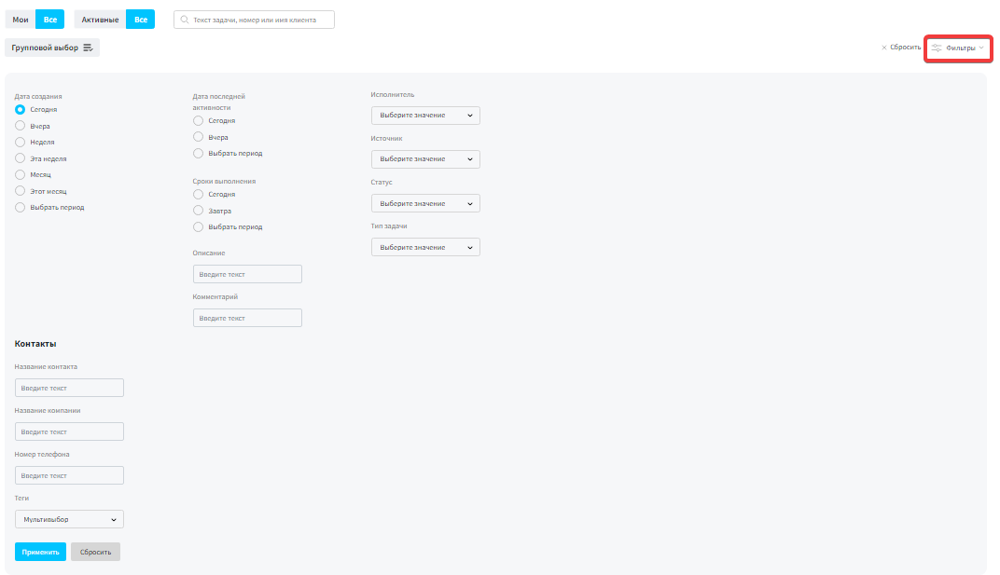 Мои Все Активные Все Текст задачи, номер или имя клиента
Групповой выбор × Сбросить Фильтры
Дата создания
Сегодня
Вчера
Неделя
Эта неделя
Месяц
Этот месяц
Выбрать период
Дата последней
активности
Сегодня
Вчера
Выбрать период
Сроки выполнения
Сегодня
Завтра
Выбрать период
Описание
Введите текст
Комментарий
Введите текст
Исполнитель
Выберите значение
Источник
Выберите значение
Статус
Выберите значение
Тип задачи
Выберите значение
Контакты
Название контакта
Введите текст
Название компании
Введите текст
Номер телефона
Введите текст
Теги
Мультивыбор
Применить Сбросить